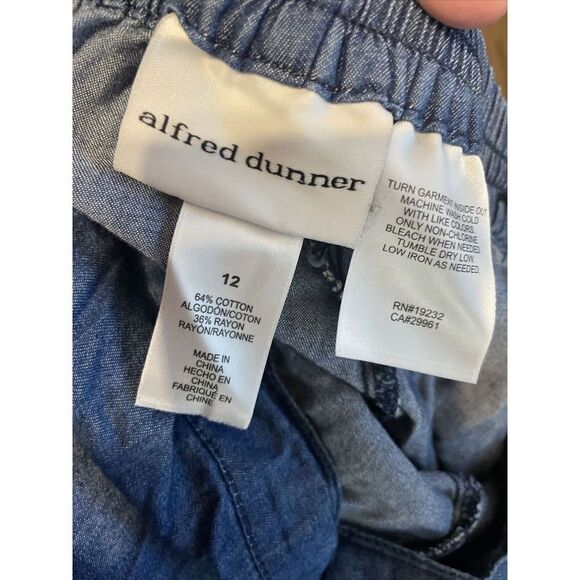 alfred dunner
12
64% COTTON
ALGODÓN/COTON
36% RAYON
RAYÓN/RAYONNE
MADE IN
CHINA
HECHO EN
CHINA
FABRIQUÉ EN
CHINE
TURN GARMENT INSIDE OUT
MACHINE WASH COLD
WITH LIKE COLORS.
ONLY NON-CHLORINE
BLEACH WHEN NEEDED.
TUMBLE DRY LOW.
LOW IRON AS NEEDED.
RN#19232
CA#29961